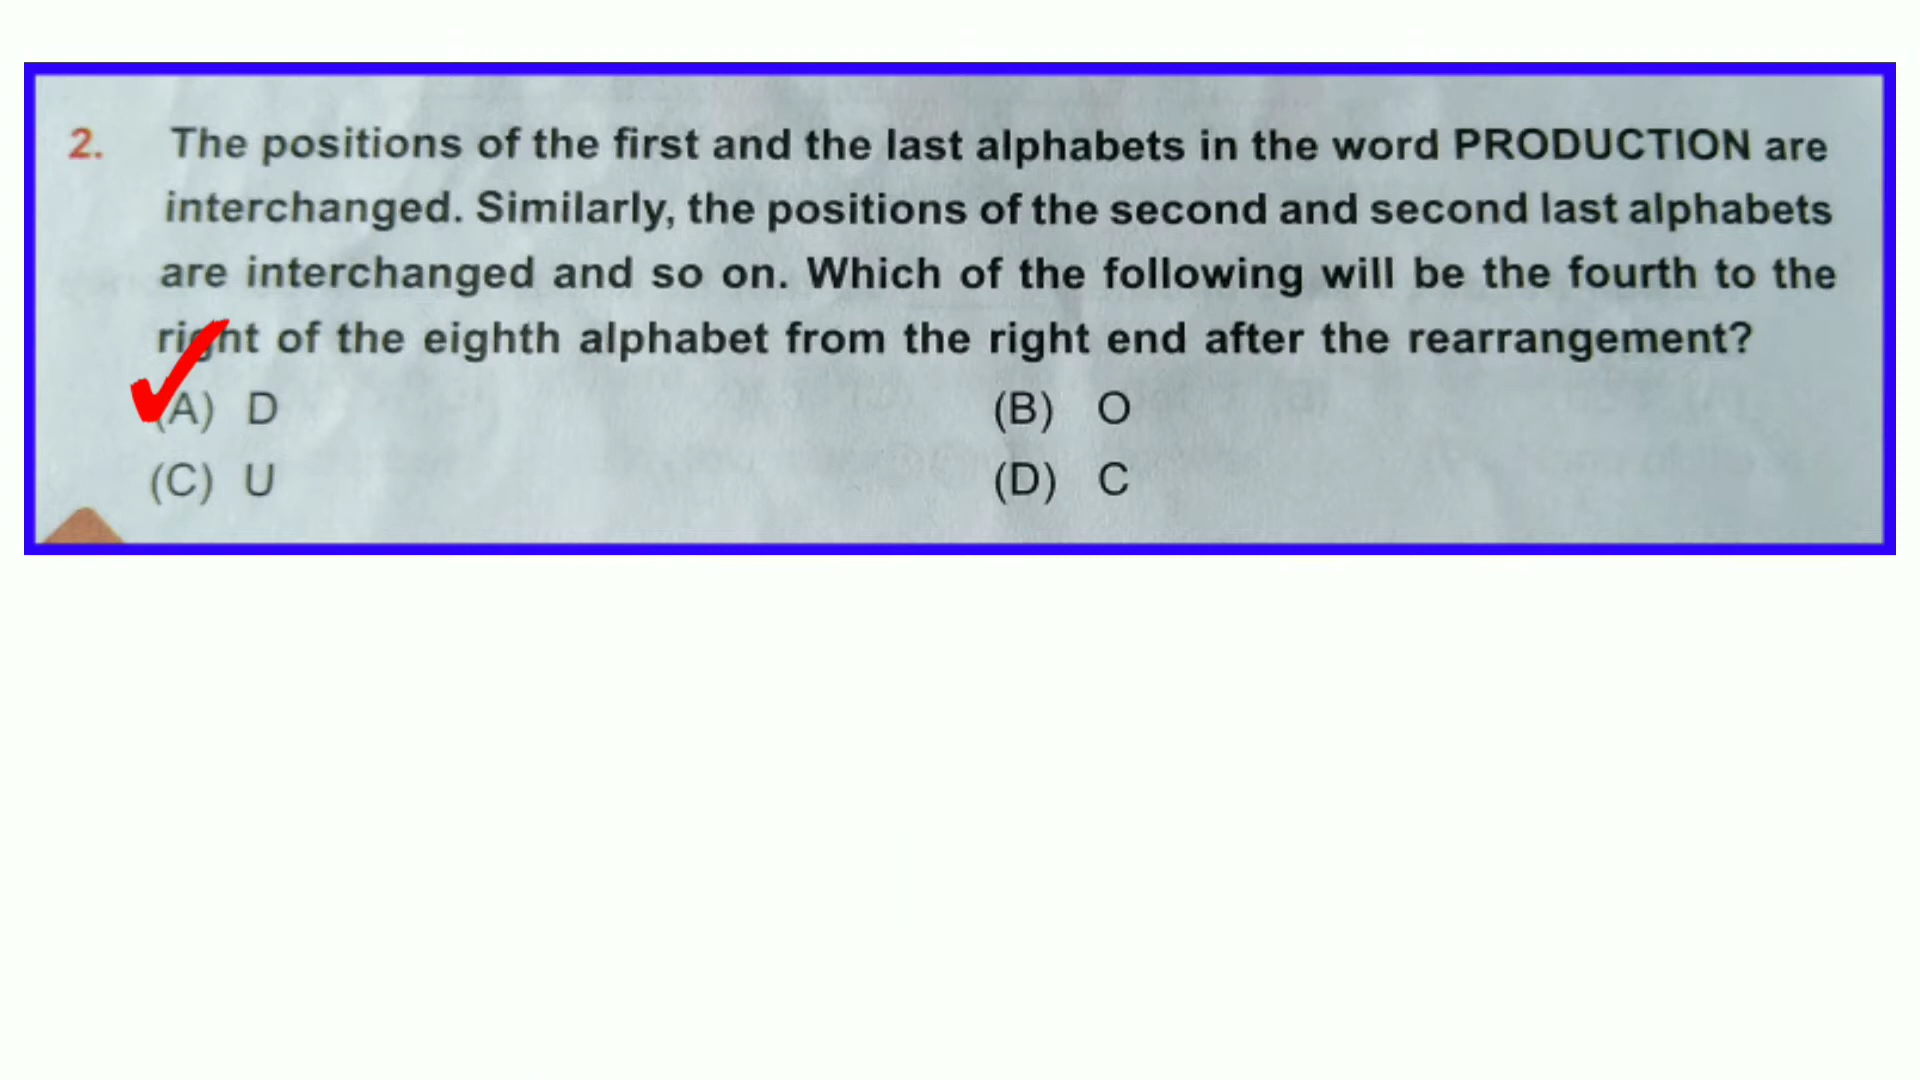 2. The positions of the first and the last alphabets in the word PRODUCTION are
interchanged. Similarly, the positions of the second and second last alphabets
are interchanged and so on. Which of the following will be the fourth to the
right of the eighth alphabet from the right end after the rearrangement?
(A) D (B) O
(C) U (D) C